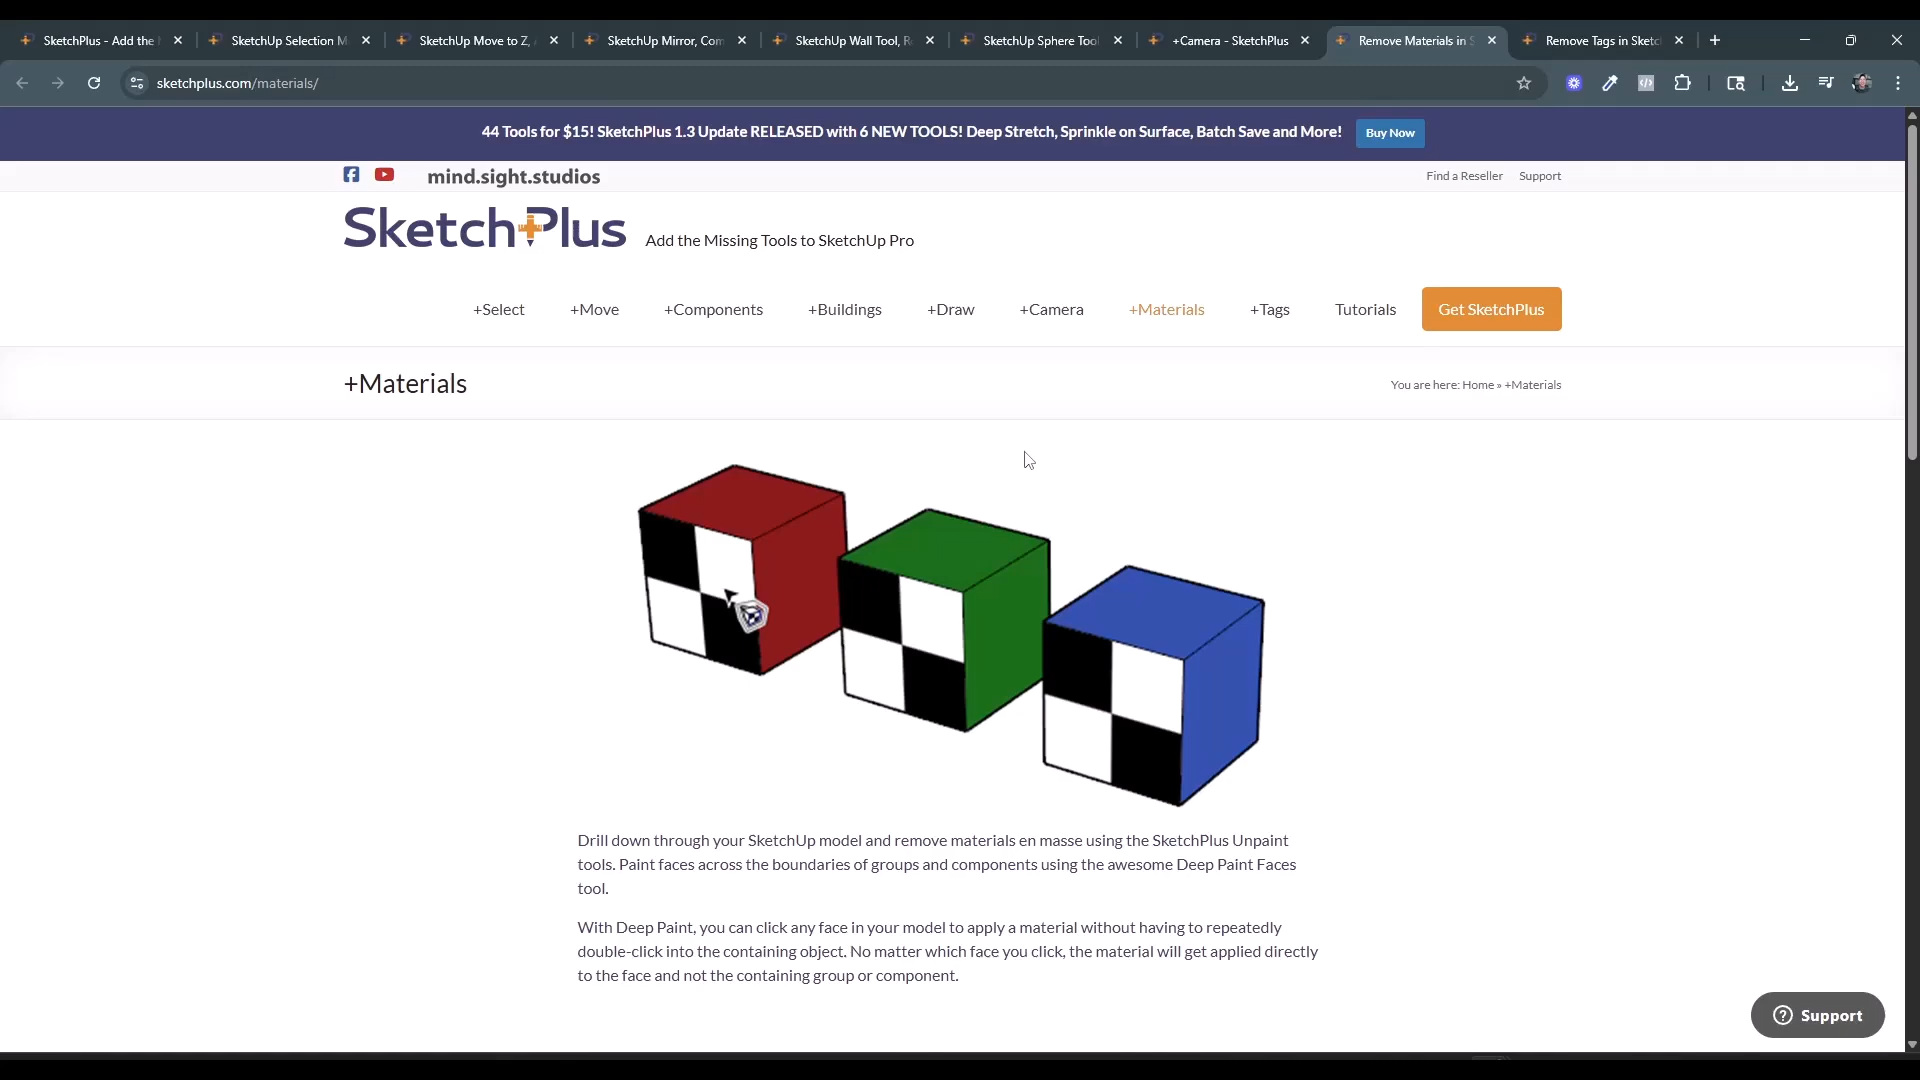 SketchPlus - Add the
SketchUp Selection M
SketchUp Move to Z,
SketchUp Mirror, Com
SketchUp Wall Tool, R
SketchUp Sphere Tool
+Camera - SketchPlus
Remove Materials in S
Remove Tags in Sketc
sketchplus.com/materials/
44 Tools for $15! SketchPlus 1.3 Update RELEASED with 6 NEW TOOLS! Deep Stretch, Sprinkle on Surface, Batch Save and More!
Buy Now
mind.sight.studios
Find a Reseller
Support
SketchPlus
Add the Missing Tools to SketchUp Pro
+Select
+Move
+Components
+Buildings
+Draw
+Camera
+Materials
+Tags
Tutorials
Get SketchPlus
+Materials
You are here: Home » +Materials
Drill down through your SketchUp model and remove materials en masse using the SketchPlus Unpaint
tools. Paint faces across the boundaries of groups and components using the awesome Deep Paint Faces
tool.
With Deep Paint, you can click any face in your model to apply a material without having to repeatedly
double-click into the containing object. No matter which face you click, the material will get applied directly
to the face and not the containing group or component.
Support